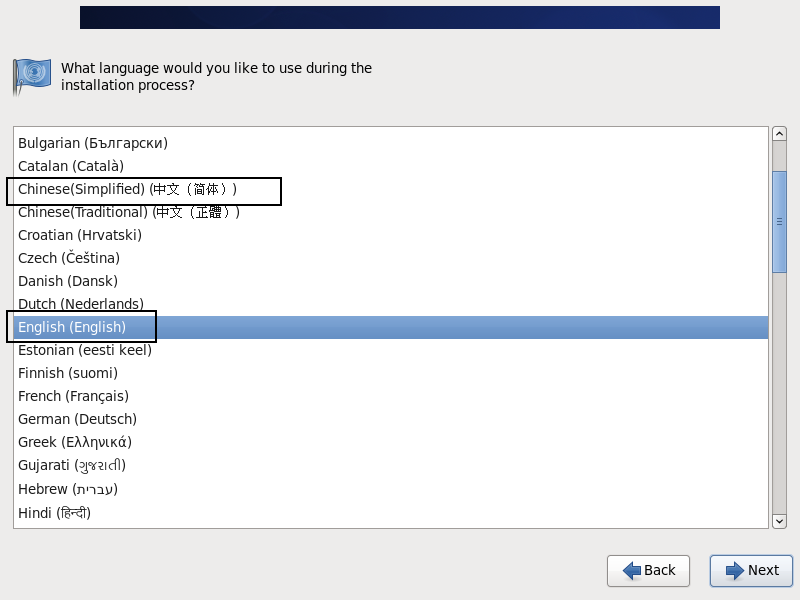 What language would you like to use during the
installation process?
Bulgarian (Български)
Catalan (Català)
Chinese(Simplified) (中文（简体）)
Chinese(Traditional) (中文（正體）)
Croatian (Hrvatski)
Czech (Čeština)
Danish (Dansk)
Dutch (Nederlands)
English (English)
Estonian (eesti keel)
Finnish (suomi)
French (Français)
German (Deutsch)
Greek (Ελληνικά)
Gujarati (ગુજરાતી)
Hebrew (עברית)
Hindi (हिन्दी)
Back
Next